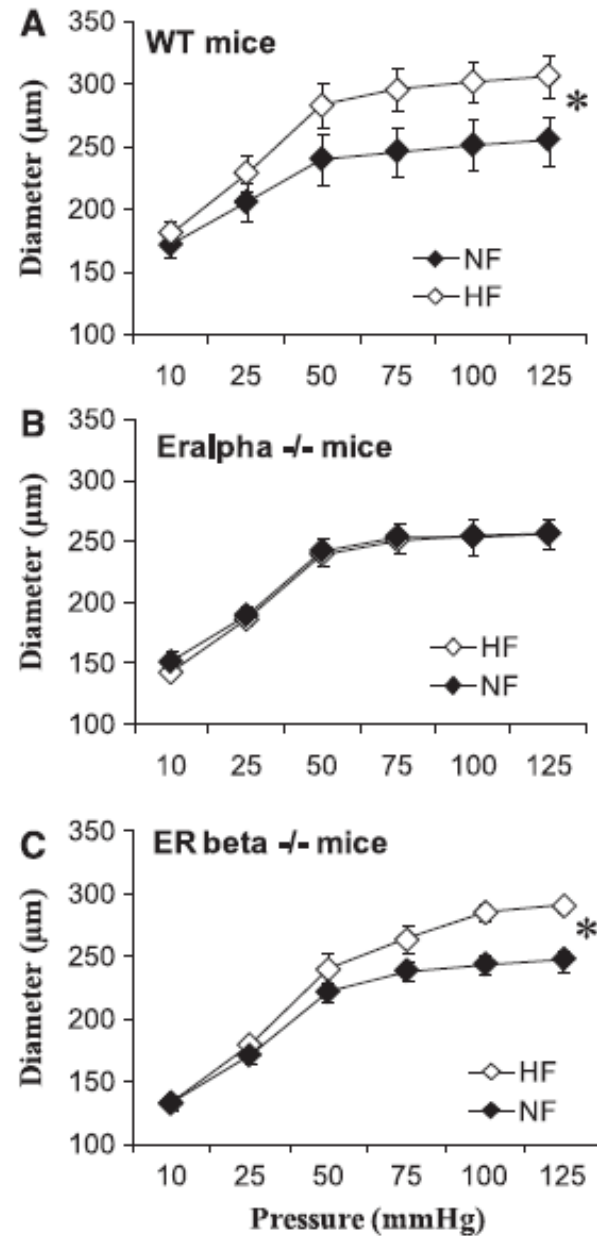 A
WT mice
Diameter (μm)
350
300
250
200
150
100
*
NF
HF
10 25 50 75 100 125
B
Eralpha -/- mice
Diameter (μm)
350
300
250
200
150
100
HF
NF
10 25 50 75 100 125
C
ER beta -/- mice
Diameter (μm)
350
300
250
200
150
100
*
HF
NF
10 25 50 75 100 125
Pressure (mmHg)